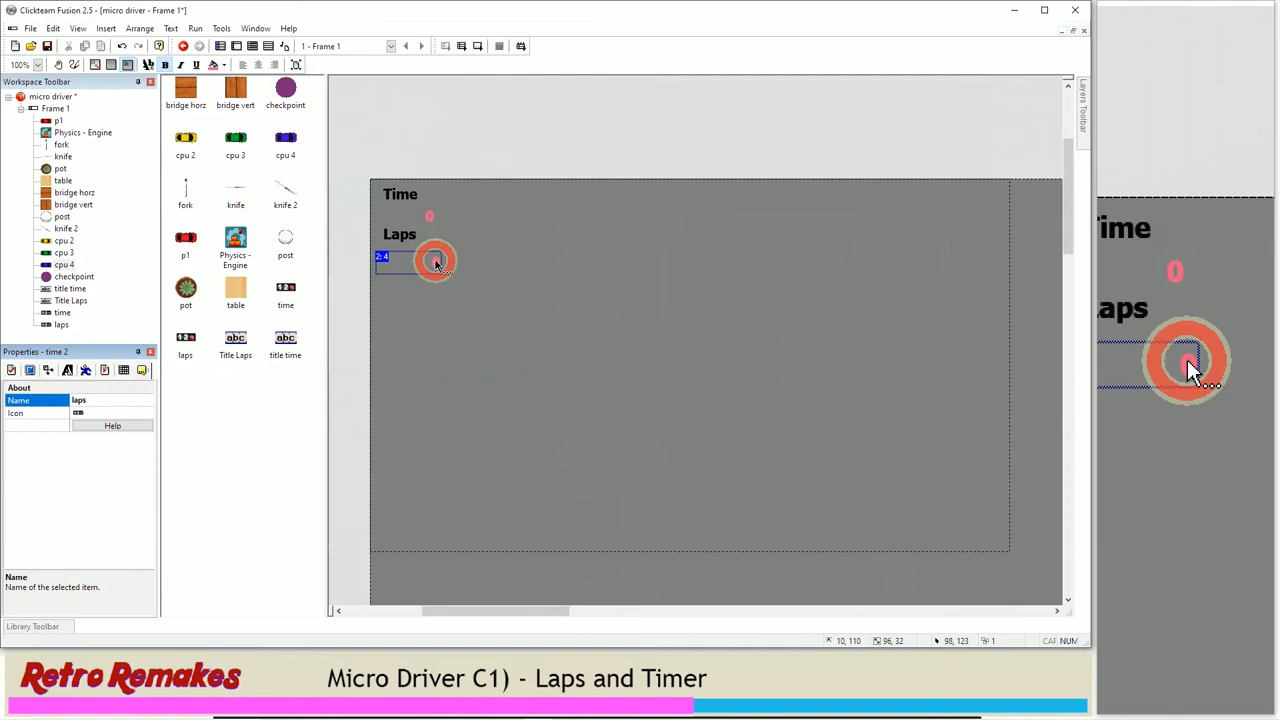 Clickteam Fusion 2.5 - [micro driver - Frame 1*]
File Edit View Insert Arrange Text Run Tools Window Help
1 - Frame 1
100%
Workspace Toolbar
micro driver *
Frame 1
p1
Physics - Engine
fork
knife
pot
table
bridge horz
bridge vert
post
knife 2
cpu 2
cpu 3
cpu 4
checkpoint
title time
Title Laps
time
laps
Properties - time 2
About
Name laps
Icon
Help
Name
Name of the selected item.
Library Toolbar
bridge horz bridge vert checkpoint
cpu 2 cpu 3 cpu 4
fork knife knife 2
p1 Physics - Engine post
pot table time
laps Title Laps title time
Time
0
Laps
2: 4
Layers Toolbar
10, 110 96, 32 98, 123 1 CAP NUM
Time
0
Laps
Retro Remakes Micro Driver C1) - Laps and Timer